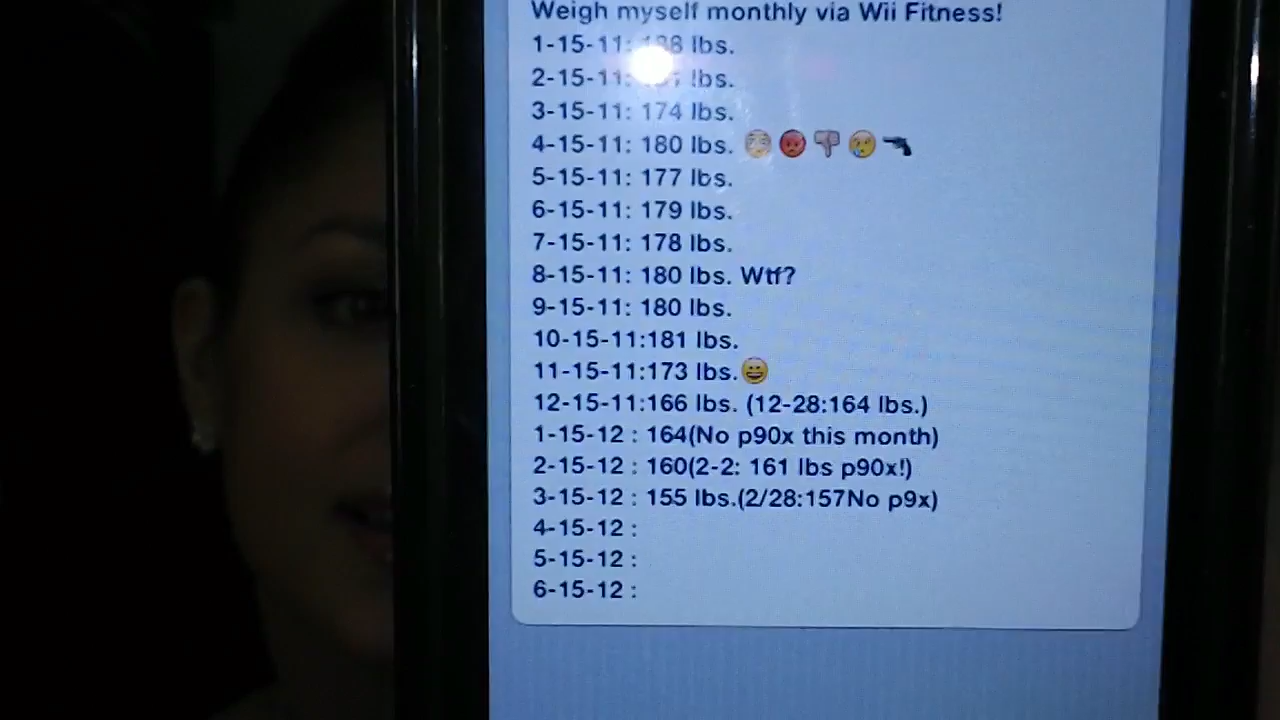 Weigh myself monthly via Wii Fitness!
1-15-11: lbs.
2-15-11: lbs.
3-15-11: 174 lbs.
4-15-11: 180 lbs. 😳😡👎😢🔫
5-15-11: 177 lbs.
6-15-11: 179 lbs.
7-15-11: 178 lbs.
8-15-11: 180 lbs. Wtf?
9-15-11: 180 lbs.
10-15-11:181 lbs.
11-15-11:173 lbs.😀
12-15-11:166 lbs. (12-28:164 lbs.)
1-15-12 : 164(No p90x this month)
2-15-12 : 160(2-2: 161 lbs p90x!)
3-15-12 : 155 lbs.(2/28:157No p9x)
4-15-12 :
5-15-12 :
6-15-12 :